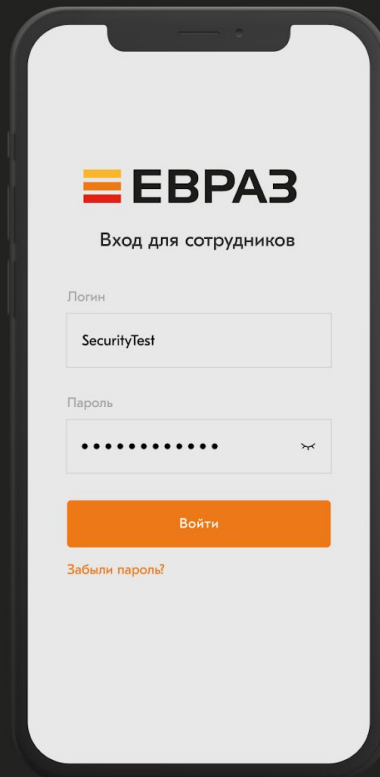 ЕВРАЗ
Вход для сотрудников
Логин
SecurityTest
Пароль
••••••••••••
Войти
Забыли пароль?